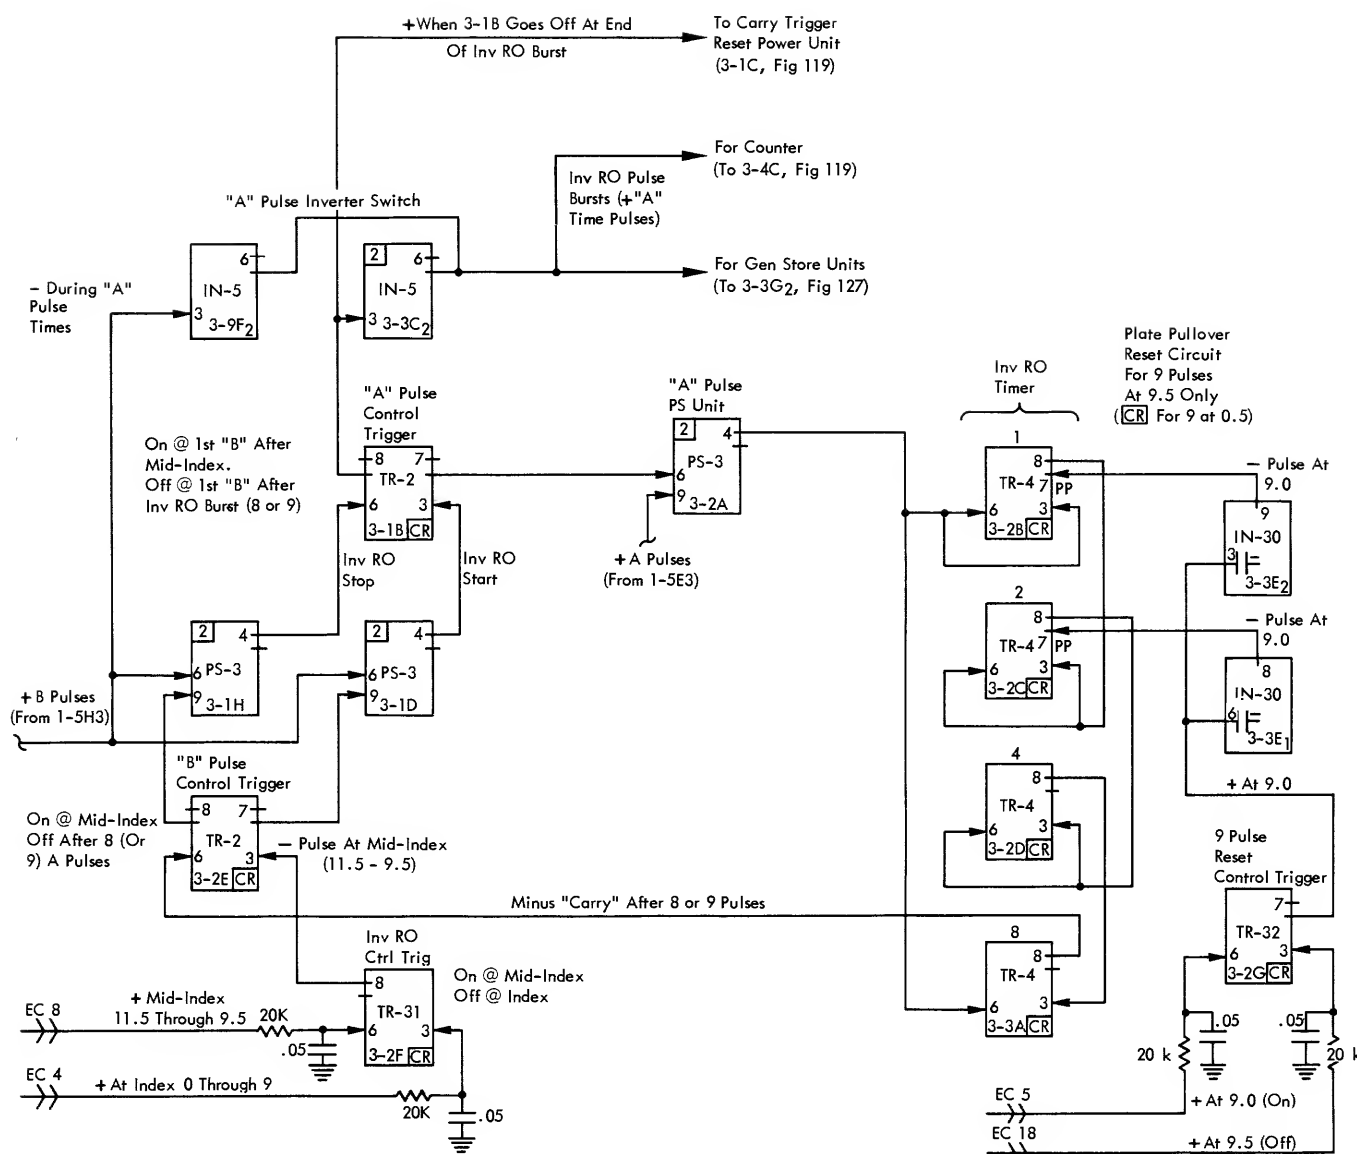 +When 3-1B Goes Off At End
Of Inv RO Burst
To Carry Trigger
Reset Power Unit
(3-1C, Fig 119)
For Counter
(To 3-4C, Fig 119)
Inv RO Pulse
Bursts (+"A"
Time Pulses)
For Gen Store Units
(To 3-3G2, Fig 127)
"A" Pulse Inverter Switch
6
IN-5
3
3-9F2
2
6
IN-5
3
3-3C2
- During "A"
Pulse
Times
"A" Pulse
Control
Trigger
8 7
TR-2
6 3
3-1B CR
On @ 1st "B" After
Mid-Index.
Off @ 1st "B" After
Inv RO Burst (8 or 9)
"A" Pulse
PS Unit
2
4
PS-3
6
9
3-2A
+A Pulses
(From 1-5E3)
Inv RO
Stop
Inv RO
Start
2
4
6 PS-3
9
3-1H
2
4
6 PS-3
9
3-1D
+B Pulses
(From 1-5H3)
"B" Pulse
Control Trigger
8 7
TR-2
6 3
3-2E CR
On @ Mid-Index
Off After 8 (Or
9) A Pulses
- Pulse At Mid-Index
(11.5 - 9.5)
Minus "Carry" After 8 or 9 Pulses
Inv RO
Ctrl Trig
8
TR-31
6 3
3-2F CR
On @ Mid-Index
Off @ Index
EC 8
+ Mid-Index
11.5 Through 9.5
20K
.05
EC 4
+At Index 0 Through 9
20K
.05
Inv RO
Timer
Plate Pullover
Reset Circuit
For 9 Pulses
At 9.5 Only
(CR For 9 at 0.5)
1
8
TR-4
7 PP
6 3
3-2B CR
- Pulse At
9.0
9
IN-30
3
3-3E2
2
8
TR-4
7 PP
6 3
3-2C CR
- Pulse At
9.0
8
IN-30
6
3-3E1
4
8
TR-4
6 3
3-2D CR
+At 9.0
8
8
TR-4
6 3
3-3A CR
9 Pulse
Reset
Control Trigger
7
TR-32
6 3
3-2G CR
.05
20 k
.05
20 k
EC 5
+At 9.0 (On)
EC 18
+At 9.5 (Off)